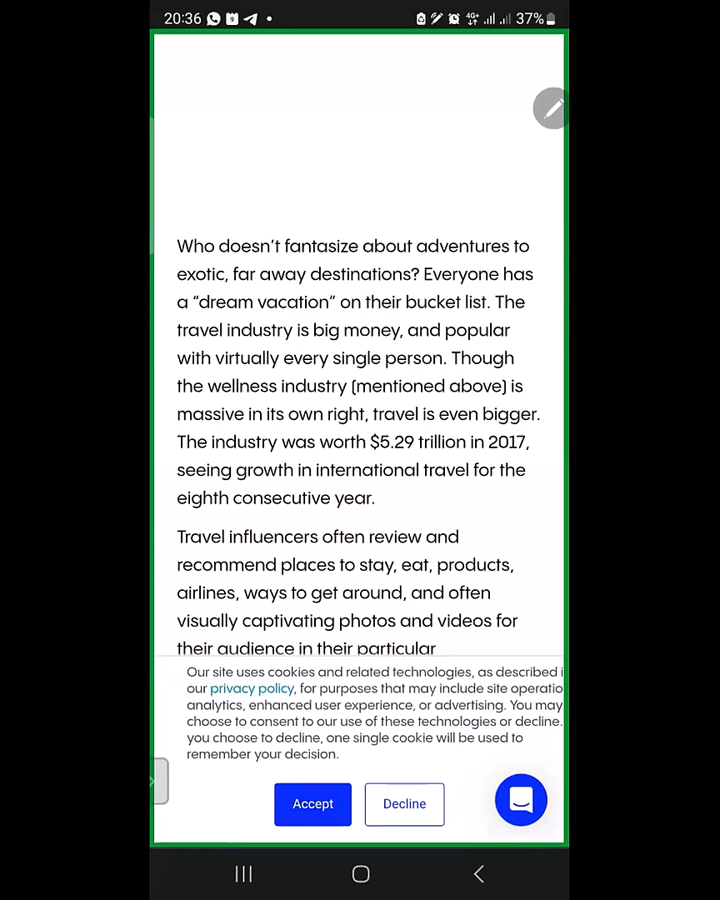 20:36
9
4G+
37%
Who doesn’t fantasize about adventures to
exotic, far away destinations? Everyone has
a “dream vacation” on their bucket list. The
travel industry is big money, and popular
with virtually every single person. Though
the wellness industry (mentioned above) is
massive in its own right, travel is even bigger.
The industry was worth $5.29 trillion in 2017,
seeing growth in international travel for the
eighth consecutive year.
Travel influencers often review and
recommend places to stay, eat, products,
airlines, ways to get around, and often
visually captivating photos and videos for
their audience in their particular
Our site uses cookies and related technologies, as described i
our privacy policy, for purposes that may include site operatio
analytics, enhanced user experience, or advertising. You may
choose to consent to our use of these technologies or decline.
you choose to decline, one single cookie will be used to
remember your decision.
Accept
Decline